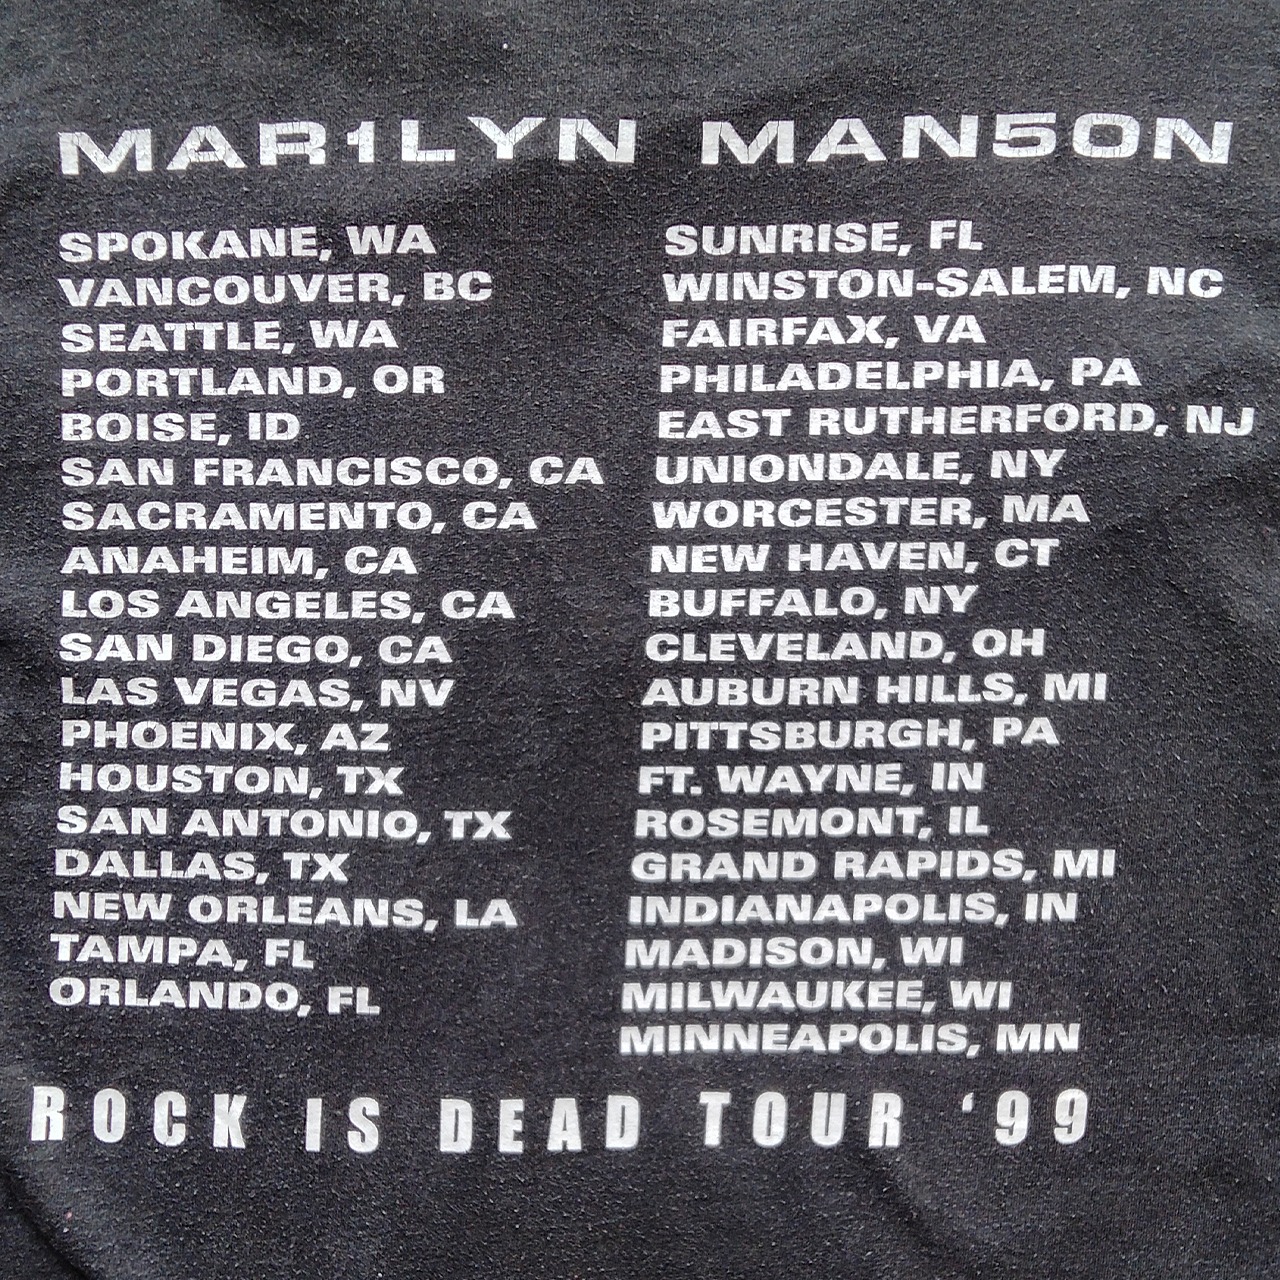 MAR1LYN MAN5ON
SPOKANE, WA
VANCOUVER, BC
SEATTLE, WA
PORTLAND, OR
BOISE, ID
SAN FRANCISCO, CA
SACRAMENTO, CA
ANAHEIM, CA
LOS ANGELES, CA
SAN DIEGO, CA
LAS VEGAS, NV
PHOENIX, AZ
HOUSTON, TX
SAN ANTONIO, TX
DALLAS, TX
NEW ORLEANS, LA
TAMPA, FL
ORLANDO, FL
SUNRISE, FL
WINSTON-SALEM, NC
FAIRFAX, VA
PHILADELPHIA, PA
EAST RUTHERFORD, NJ
UNIONDALE, NY
WORCESTER, MA
NEW HAVEN, CT
BUFFALO, NY
CLEVELAND, OH
AUBURN HILLS, MI
PITTSBURGH, PA
FT. WAYNE, IN
ROSEMONT, IL
GRAND RAPIDS, MI
INDIANAPOLIS, IN
MADISON, WI
MILWAUKEE, WI
MINNEAPOLIS, MN
ROCK IS DEAD TOUR ‘99